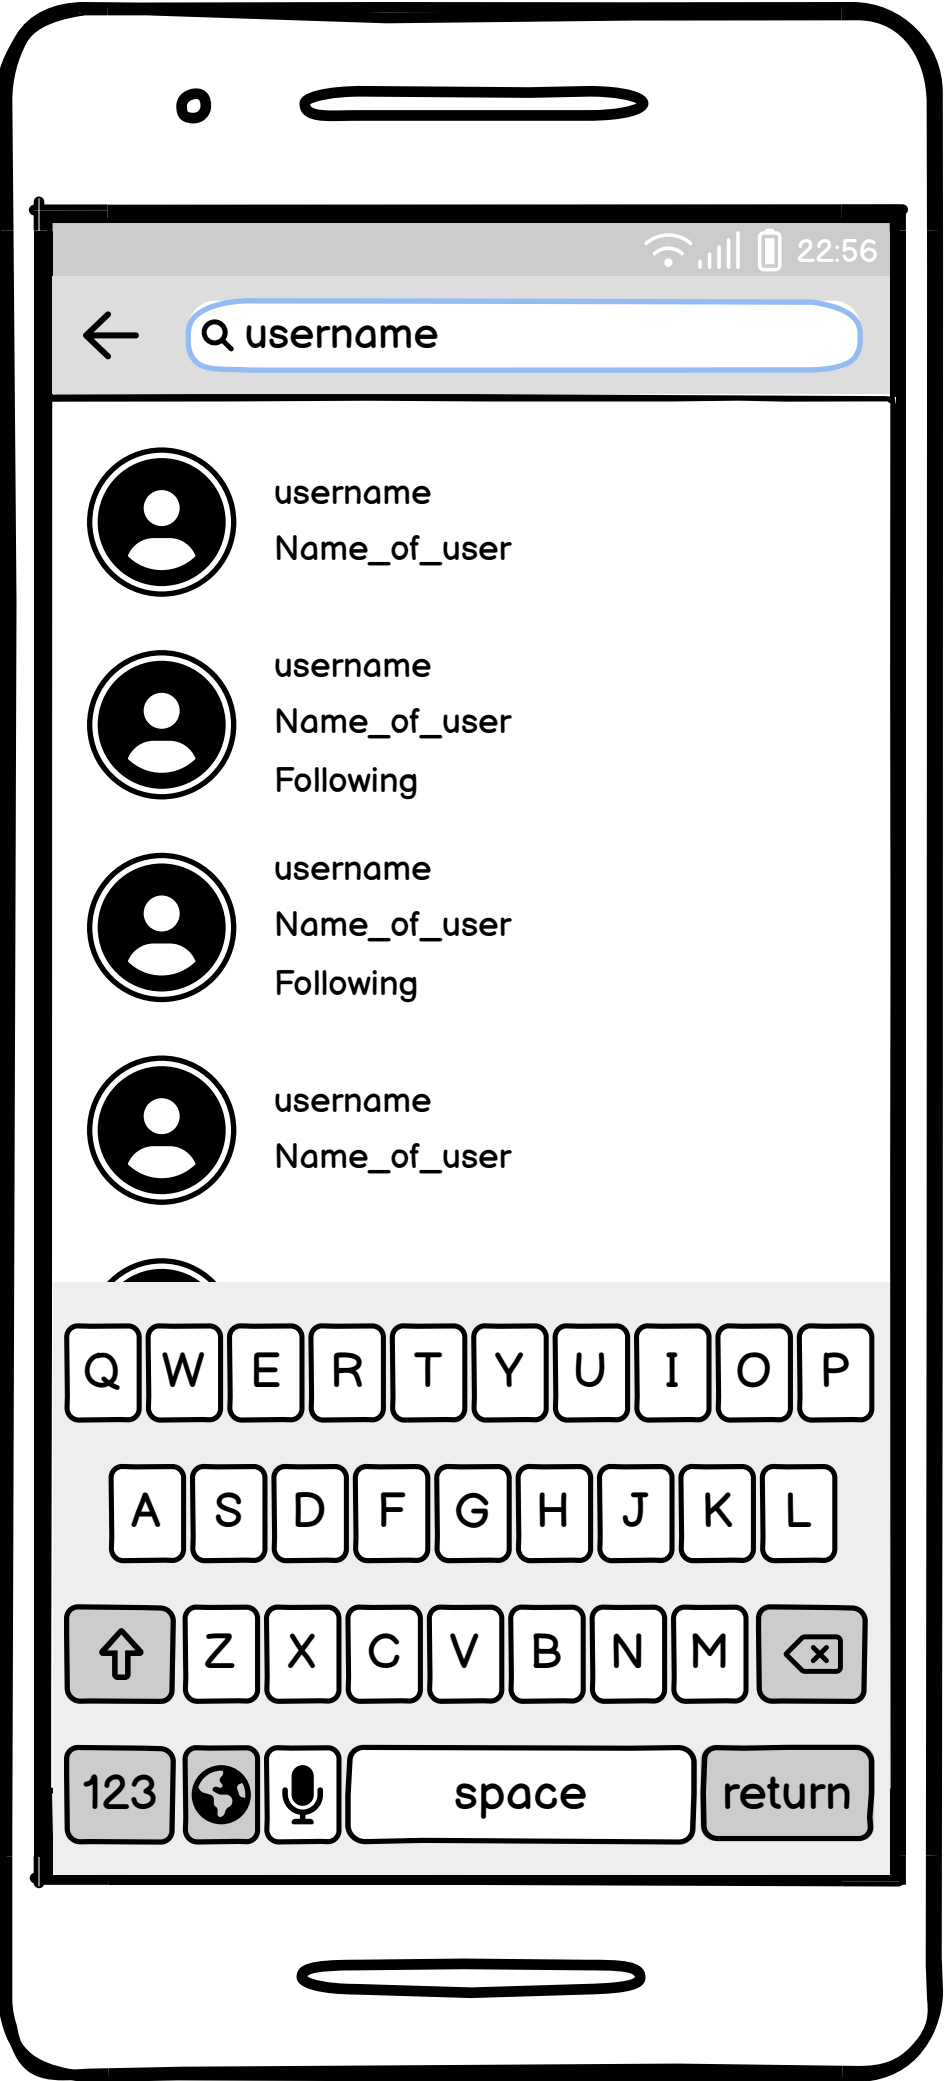 22:56
username
username
Name_of_user
username
Name_of_user
Following
username
Name_of_user
Following
username
Name_of_user
Q W E R T Y U I O P
A S D F G H J K L
Z X C V B N M
123 space return